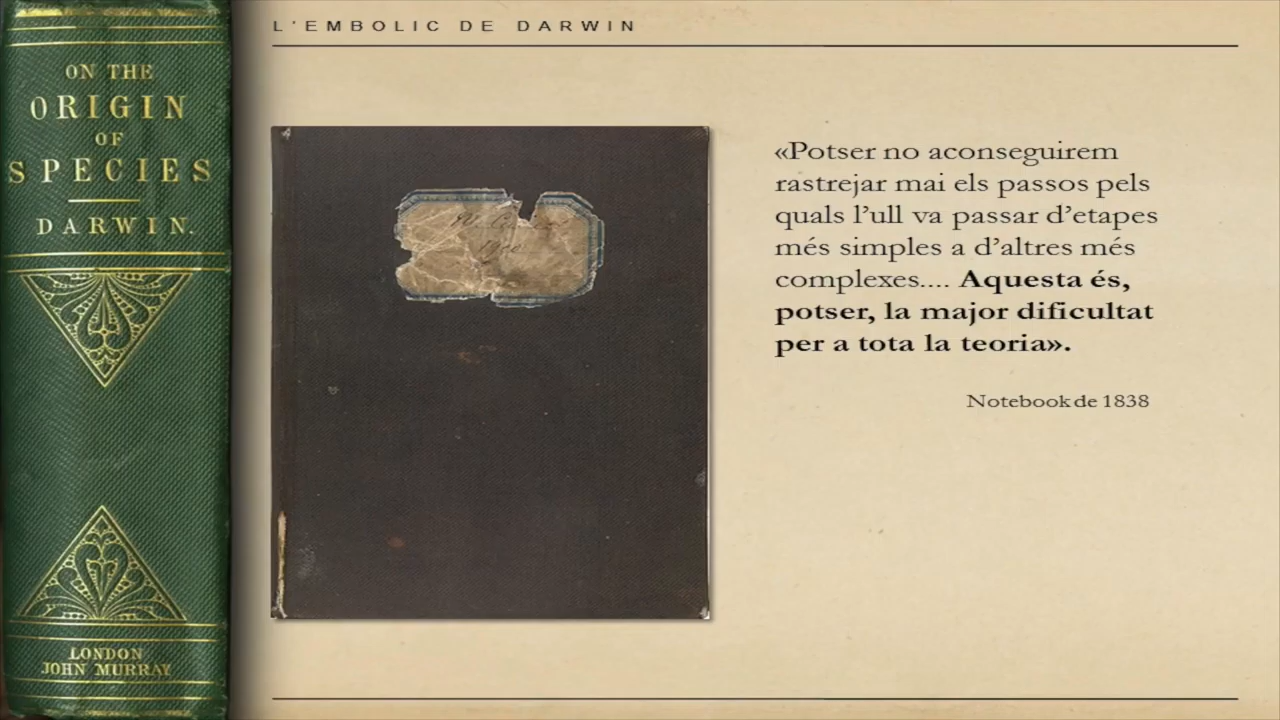 ON THE
ORIGIN
OF
SPECIES
DARWIN.
LONDON
JOHN MURRAY
L'EMBOLIC DE DARWIN
«Potser no aconseguirem
rastrejar mai els passos pels
quals l'ull va passar d'etapes
més simples a d'altres més
complexes.... Aquesta és,
potser, la major dificultat
per a tota la teoria».
Notebook de 1838